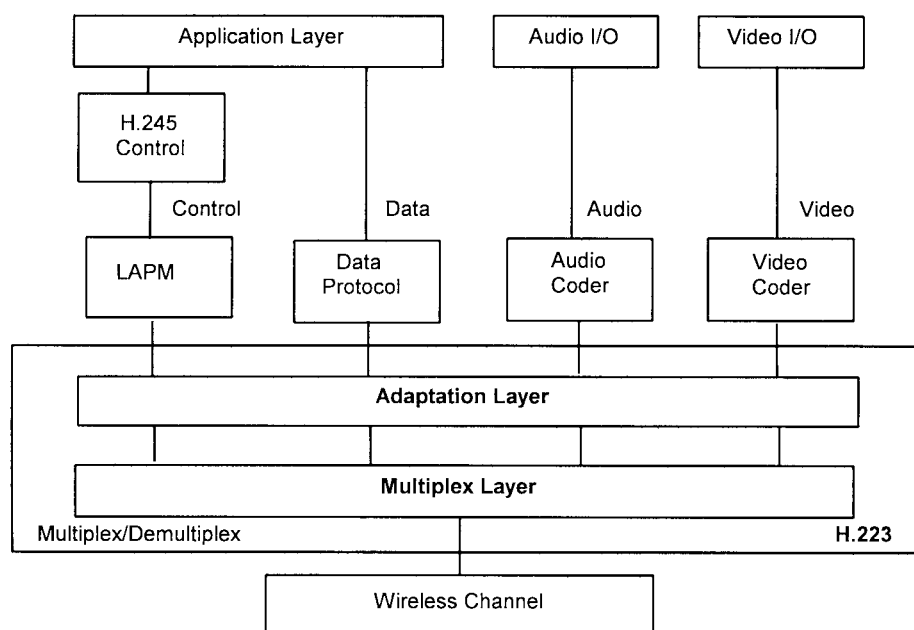 Application Layer
Audio I/O
Video I/O
H.245
Control
Control
Data
Audio
Video
LAPM
Data
Protocol
Audio
Coder
Video
Coder
Adaptation Layer
Multiplex Layer
Multiplex/Demultiplex
H.223
Wireless Channel